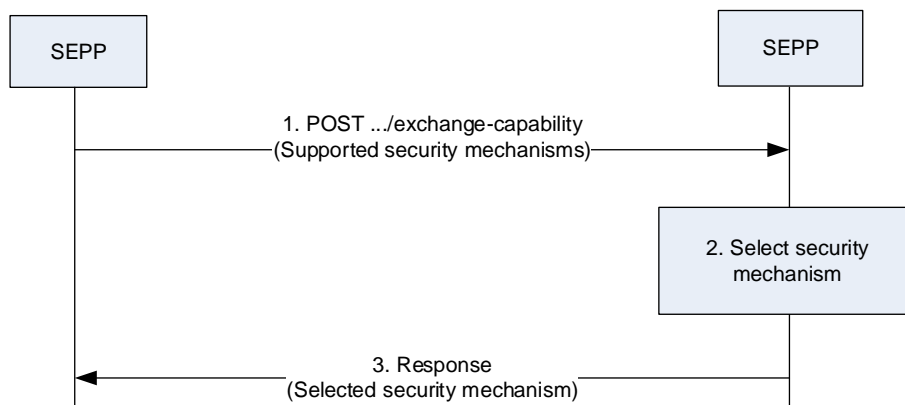 SEPP
SEPP
1. POST .../exchange-capability
(Supported security mechanisms)
2. Select security
mechanism
3. Response
(Selected security mechanism)